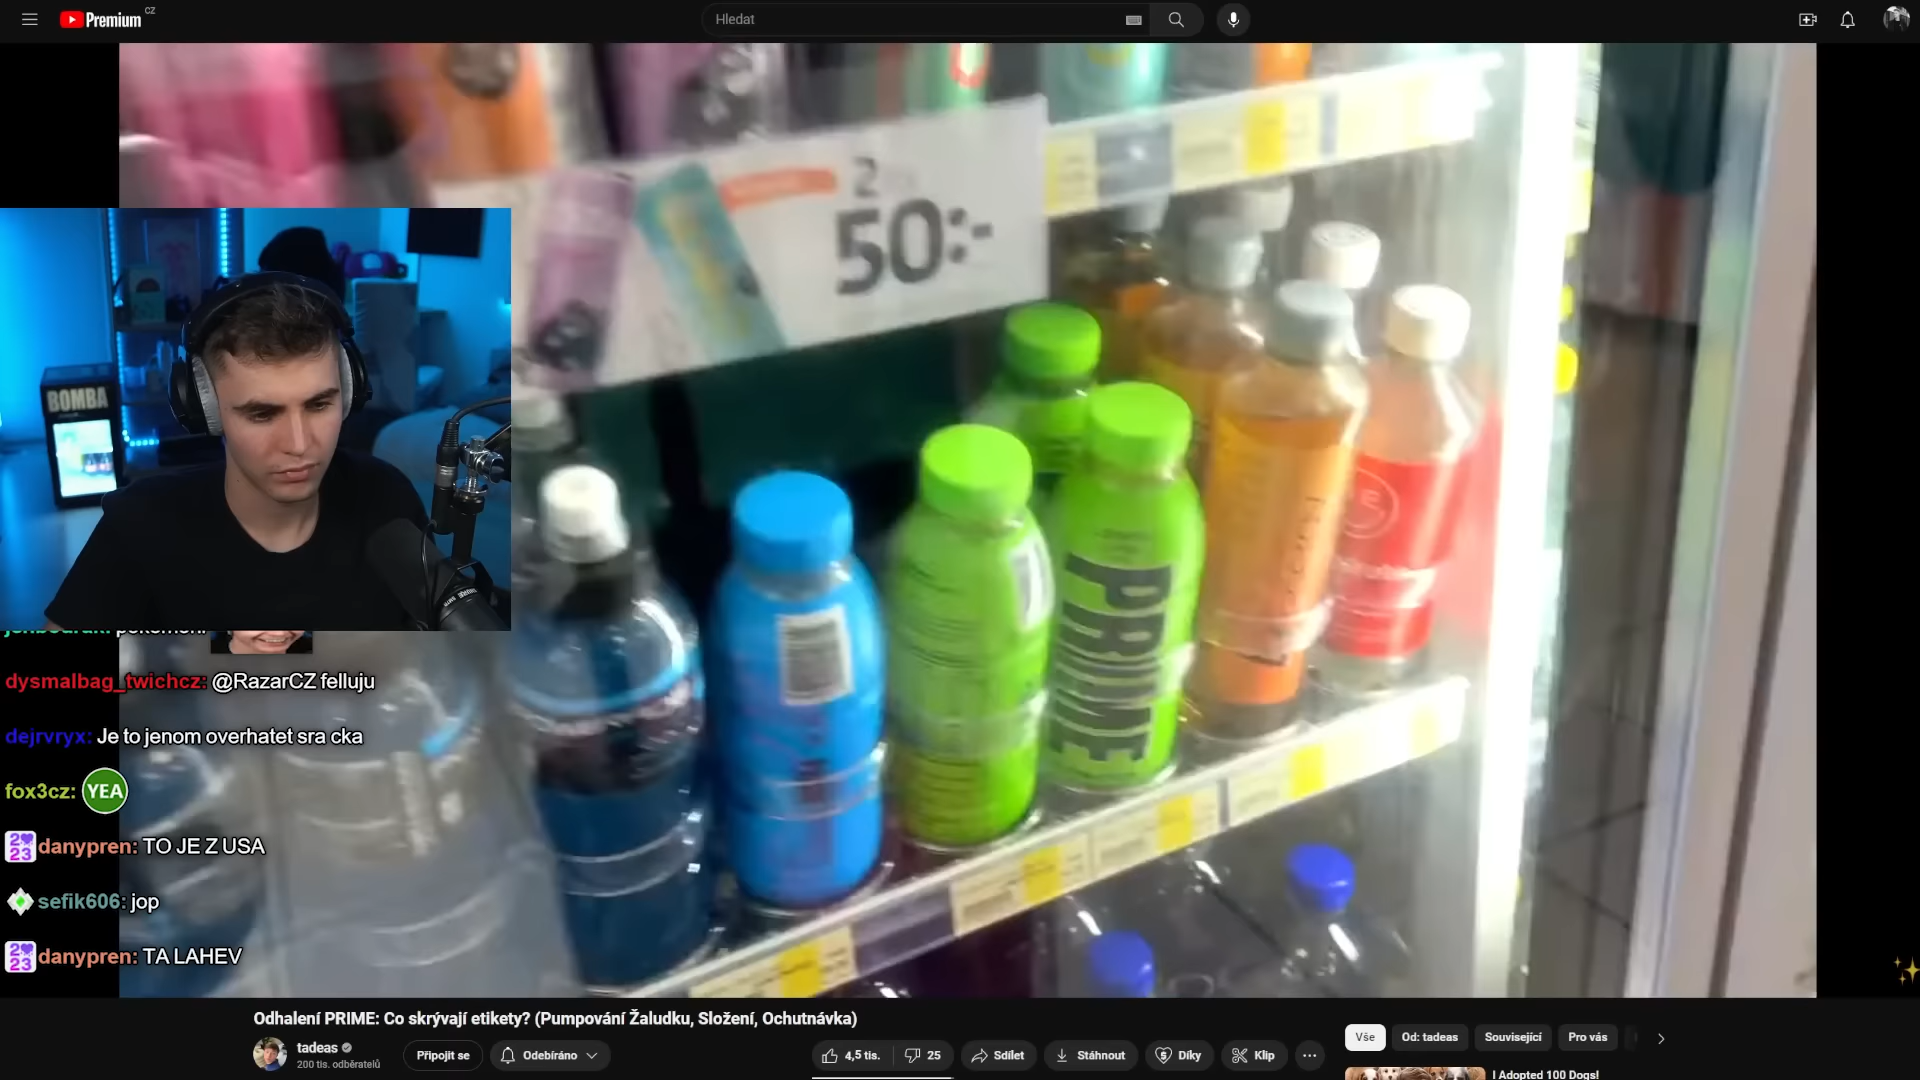 Premium CZ
Hledat
2
50:-
BOMBA
PRIME
dysmalbag_twichcz: @RazarCZ felluju
dejrvryx: Je to jenom overhatet sra cka
fox3cz: YEA
danypren: TO JE Z USA
sefik606: jop
danypren: TA LAHEV
Odhalení PRIME: Co skrývají etikety? (Pumpování Žaludku, Složení, Ochutnávka)
tadeas
200 tis. odběratelů
Připojit se
Odebíráno
4,5 tis.
25
Sdílet
Stáhnout
Díky
Klip
Vše
Od: tadeas
Související
Pro vás
I Adopted 100 Dogs!